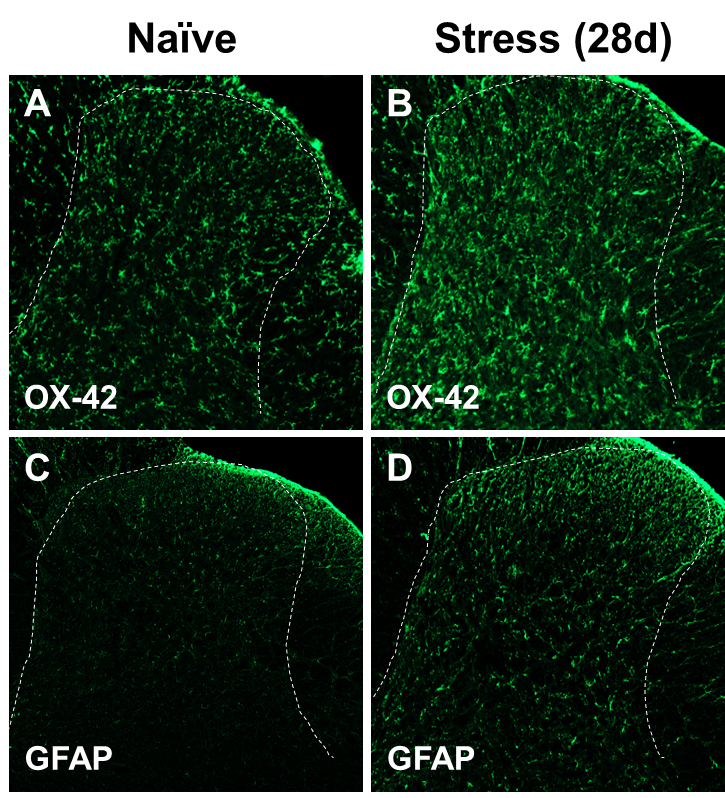 Naïve Stress (28d)
A B
OX-42 OX-42
C D
GFAP GFAP